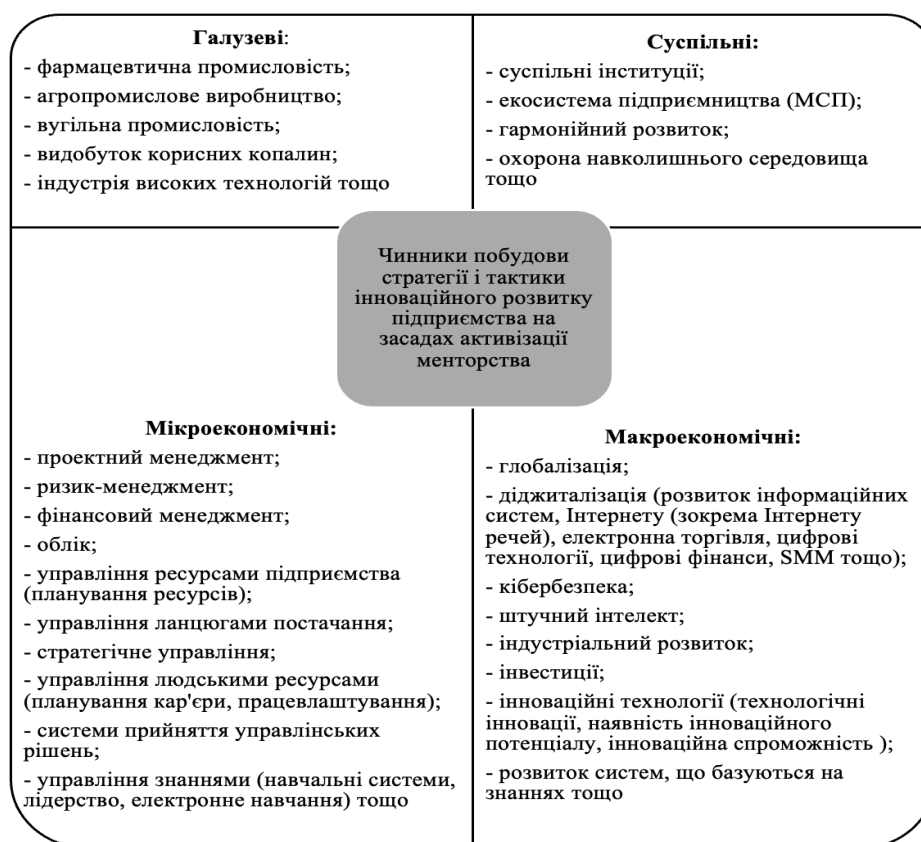 Галузеві:
- фармацевтична промисловість;
- агропромислове виробництво;
- вугільна промисловість;
- видобуток корисних копалин;
- індустрія високих технологій тощо
Суспільні:
- суспільні інституції;
- екосистема підприємництва (МСП);
- гармонійний розвиток;
- охорона навколишнього середовища
тощо
Чинники побудови
стратегії і тактики
інноваційного розвитку
підприємства на
засадах активізації
менторства
Мікроекономічні:
- проектний менеджмент;
- ризик-менеджмент;
- фінансовий менеджмент;
- облік;
- управління ресурсами підприємства
(планування ресурсів);
- управління ланцюгами постачання;
- стратегічне управління;
- управління людськими ресурсами
(планування кар'єри, працевлаштування);
- системи прийняття управлінських
рішень;
- управління знаннями (навчальні системи,
лідерство, електронне навчання) тощо
Макроекономічні:
- глобалізація;
- діджиталізація (розвиток інформаційних
систем, Інтернету (зокрема Інтернету
речей), електронна торгівля, цифрові
технології, цифрові фінанси, SMM тощо);
- кібербезпека;
- штучний інтелект;
- індустріальний розвиток;
- інвестиції;
- інноваційні технології (технологічні
інновації, наявність інноваційного
потенціалу, інноваційна спроможність );
- розвиток систем, що базуються на
знаннях тощо